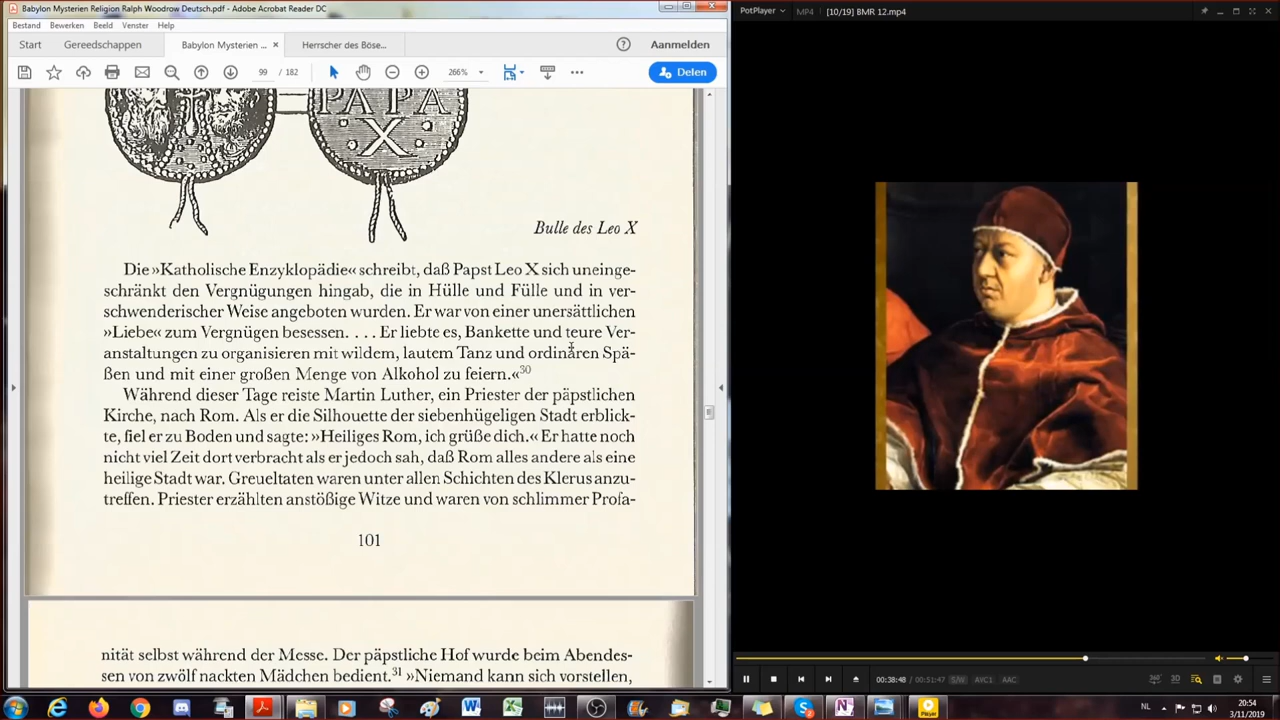 Babylon Mysterien Religion Ralph Woodrow Deutsch.pdf - Adobe Acrobat Reader DC
Bestand Bewerken Beeld Venster Help
Start Gereedschappen Babylon Mysterien ... × Herrscher des Böse... Aanmelden
99 / 182 266% Delen
PAPA
X
Bulle des Leo X
Die »Katholische Enzyklopädie« schreibt, daß Papst Leo X sich uneinge-
schränkt den Vergnügungen hingab, die in Hülle und Fülle und in ver-
schwenderischer Weise angeboten wurden. Er war von einer unersättlichen
»Liebe« zum Vergnügen besessen. . . . Er liebte es, Bankette und teure Ver-
anstaltungen zu organisieren mit wildem, lautem Tanz und ordinären Spä-
ßen und mit einer großen Menge von Alkohol zu feiern.«30
Während dieser Tage reiste Martin Luther, ein Priester der päpstlichen
Kirche, nach Rom. Als er die Silhouette der siebenhügeligen Stadt erblick-
te, fiel er zu Boden und sagte: »Heiliges Rom, ich grüße dich.« Er hatte noch
nicht viel Zeit dort verbracht als er jedoch sah, daß Rom alles andere als eine
heilige Stadt war. Greueltaten waren unter allen Schichten des Klerus anzu-
treffen. Priester erzählten anstößige Witze und waren von schlimmer Profa-
101
nität selbst während der Messe. Der päpstliche Hof wurde beim Abendes-
sen von zwölf nackten Mädchen bedient.31 »Niemand kann sich vorstellen,
PotPlayer MP4 [10/19] BMR 12.mp4
00:38:48 / 00:51:47 S/W AVC1 AAC
360° 3D
NL 20:54
3/11/2019